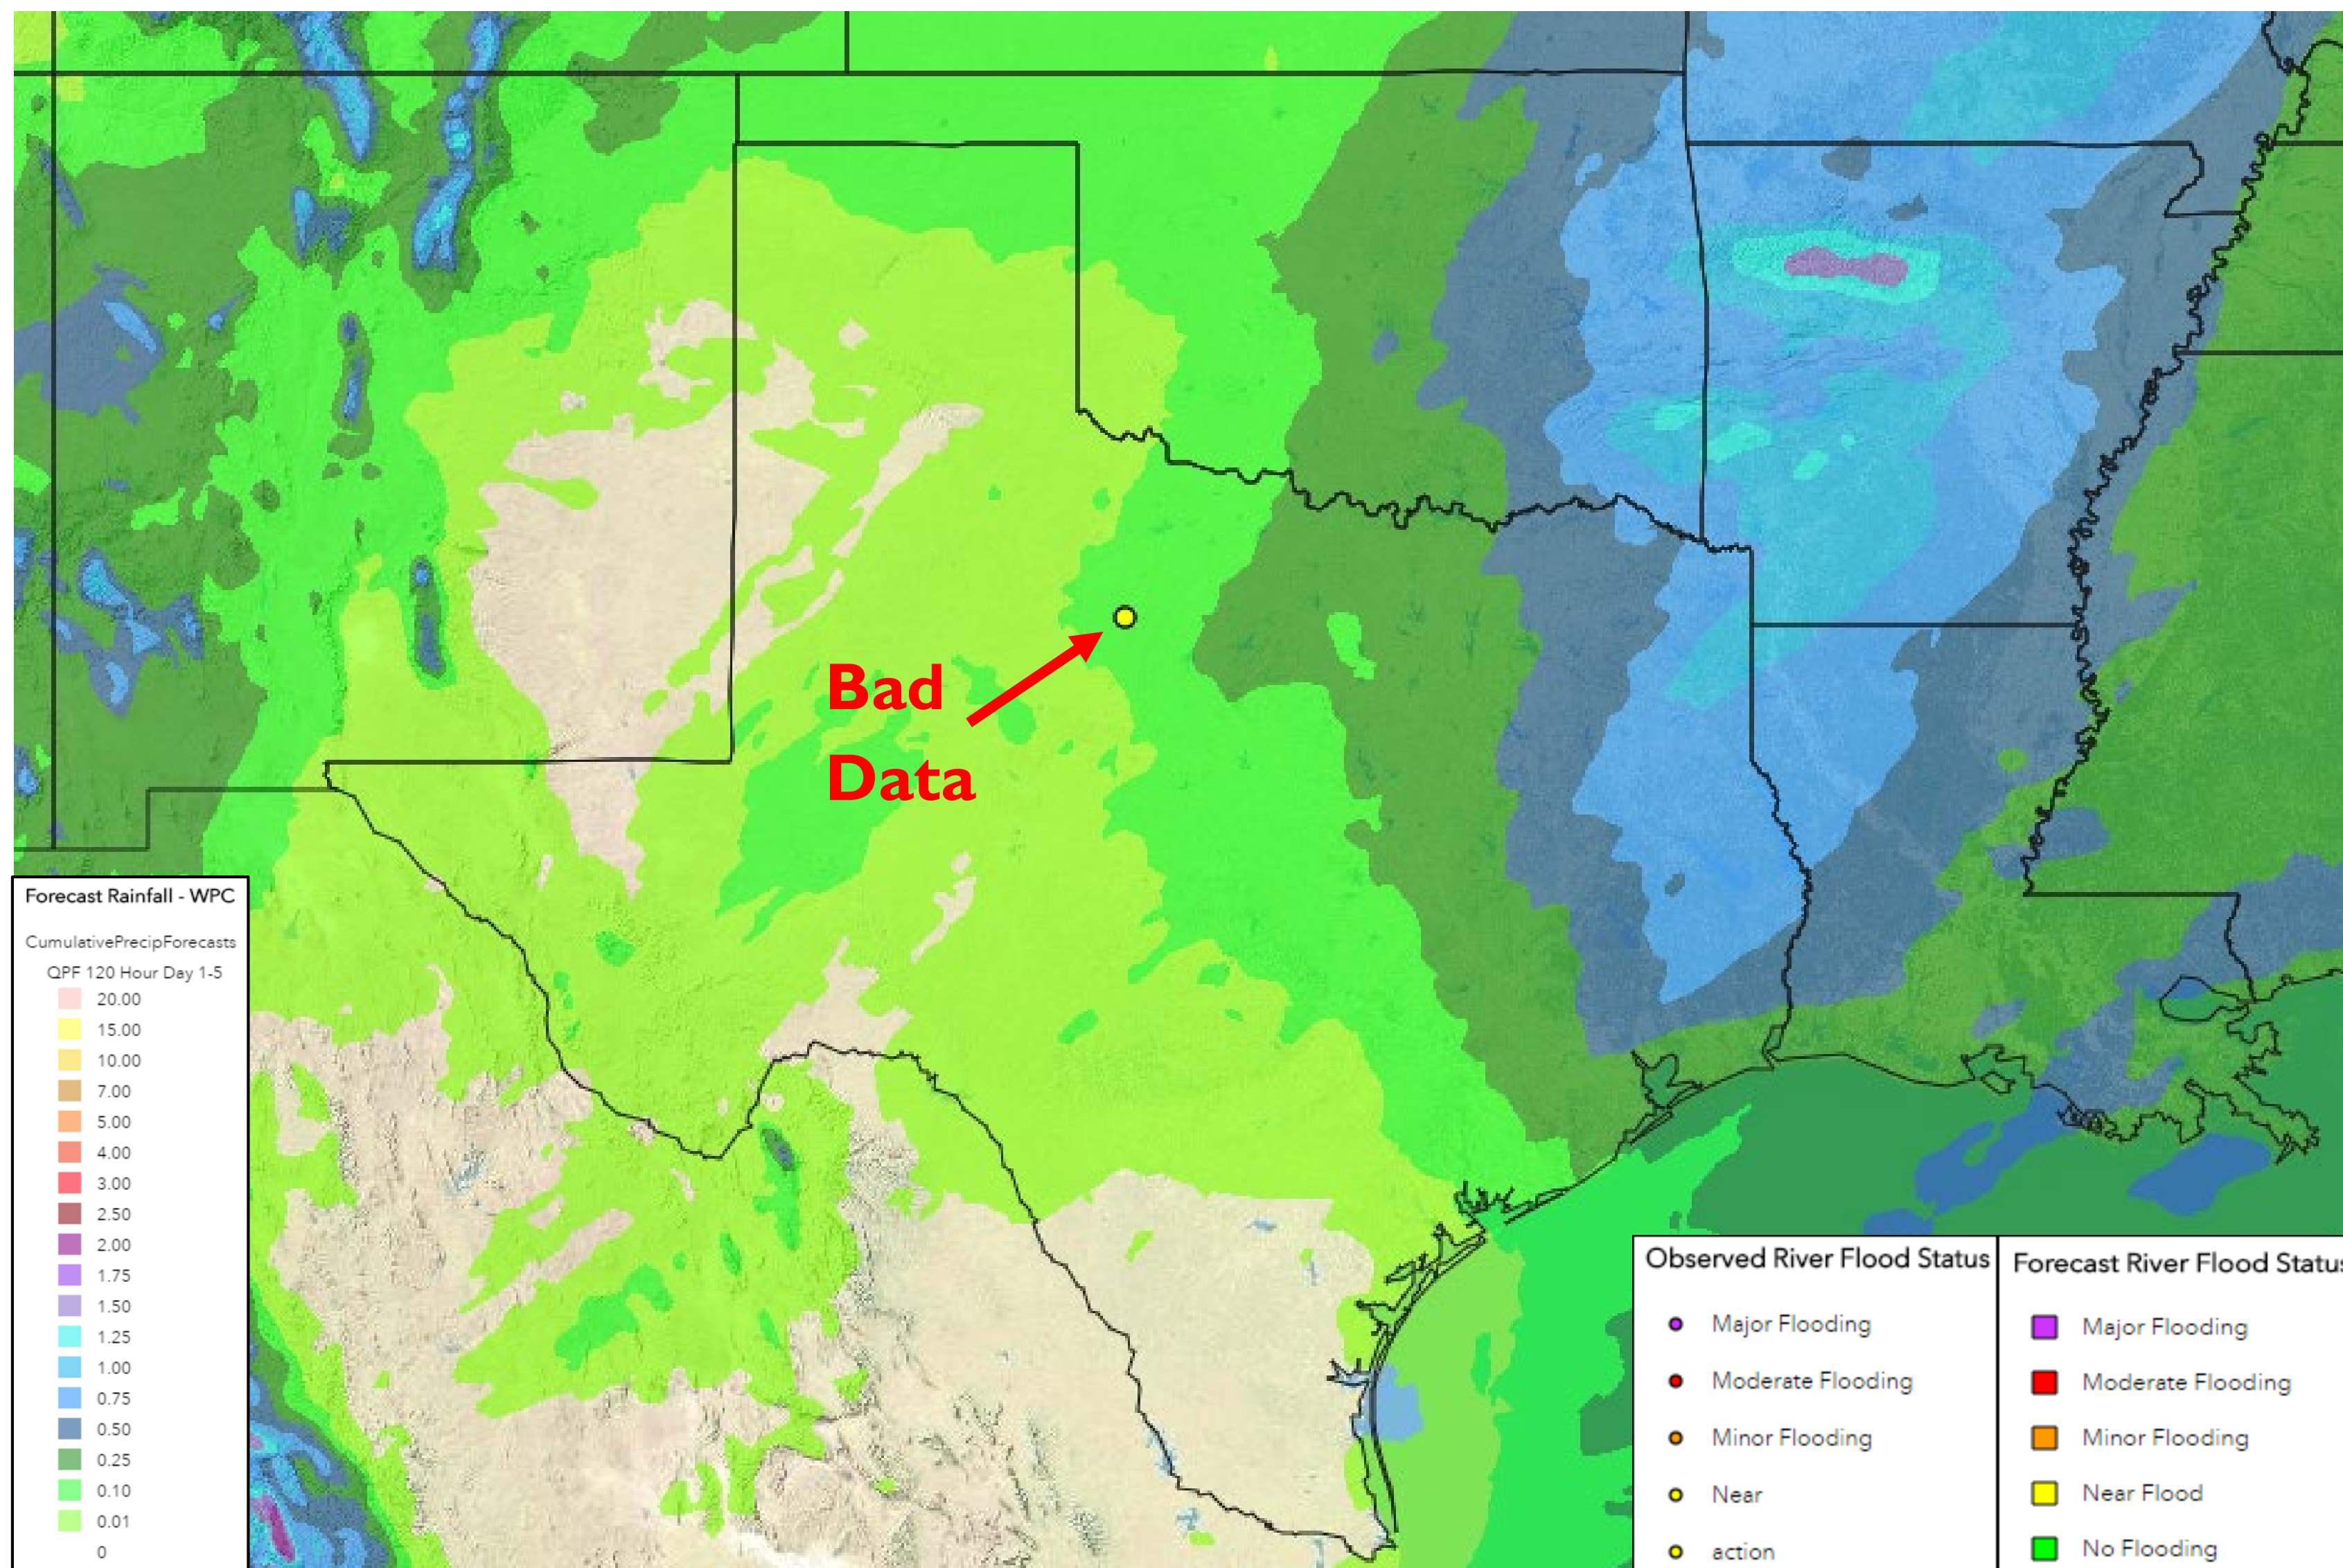 Bad
Data
Forecast Rainfall - WPC
CumulativePrecipForecasts
QPF 120 Hour Day 1-5
20.00
15.00
10.00
7.00
5.00
4.00
3.00
2.50
2.00
1.75
1.50
1.25
1.00
0.75
0.50
0.25
0.10
0.01
0
Observed River Flood Status
Major Flooding
Moderate Flooding
Minor Flooding
Near
action
Forecast River Flood Status
Major Flooding
Moderate Flooding
Minor Flooding
Near Flood
No Flooding